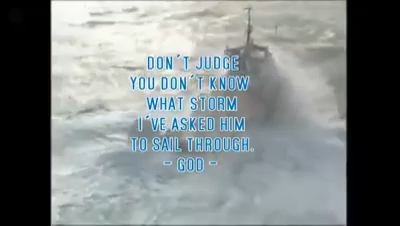 DON´T JUDGE
YOU DON´T KNOW
WHAT STORM
I´VE ASKED HIM
TO SAIL THROUGH.
- GOD -